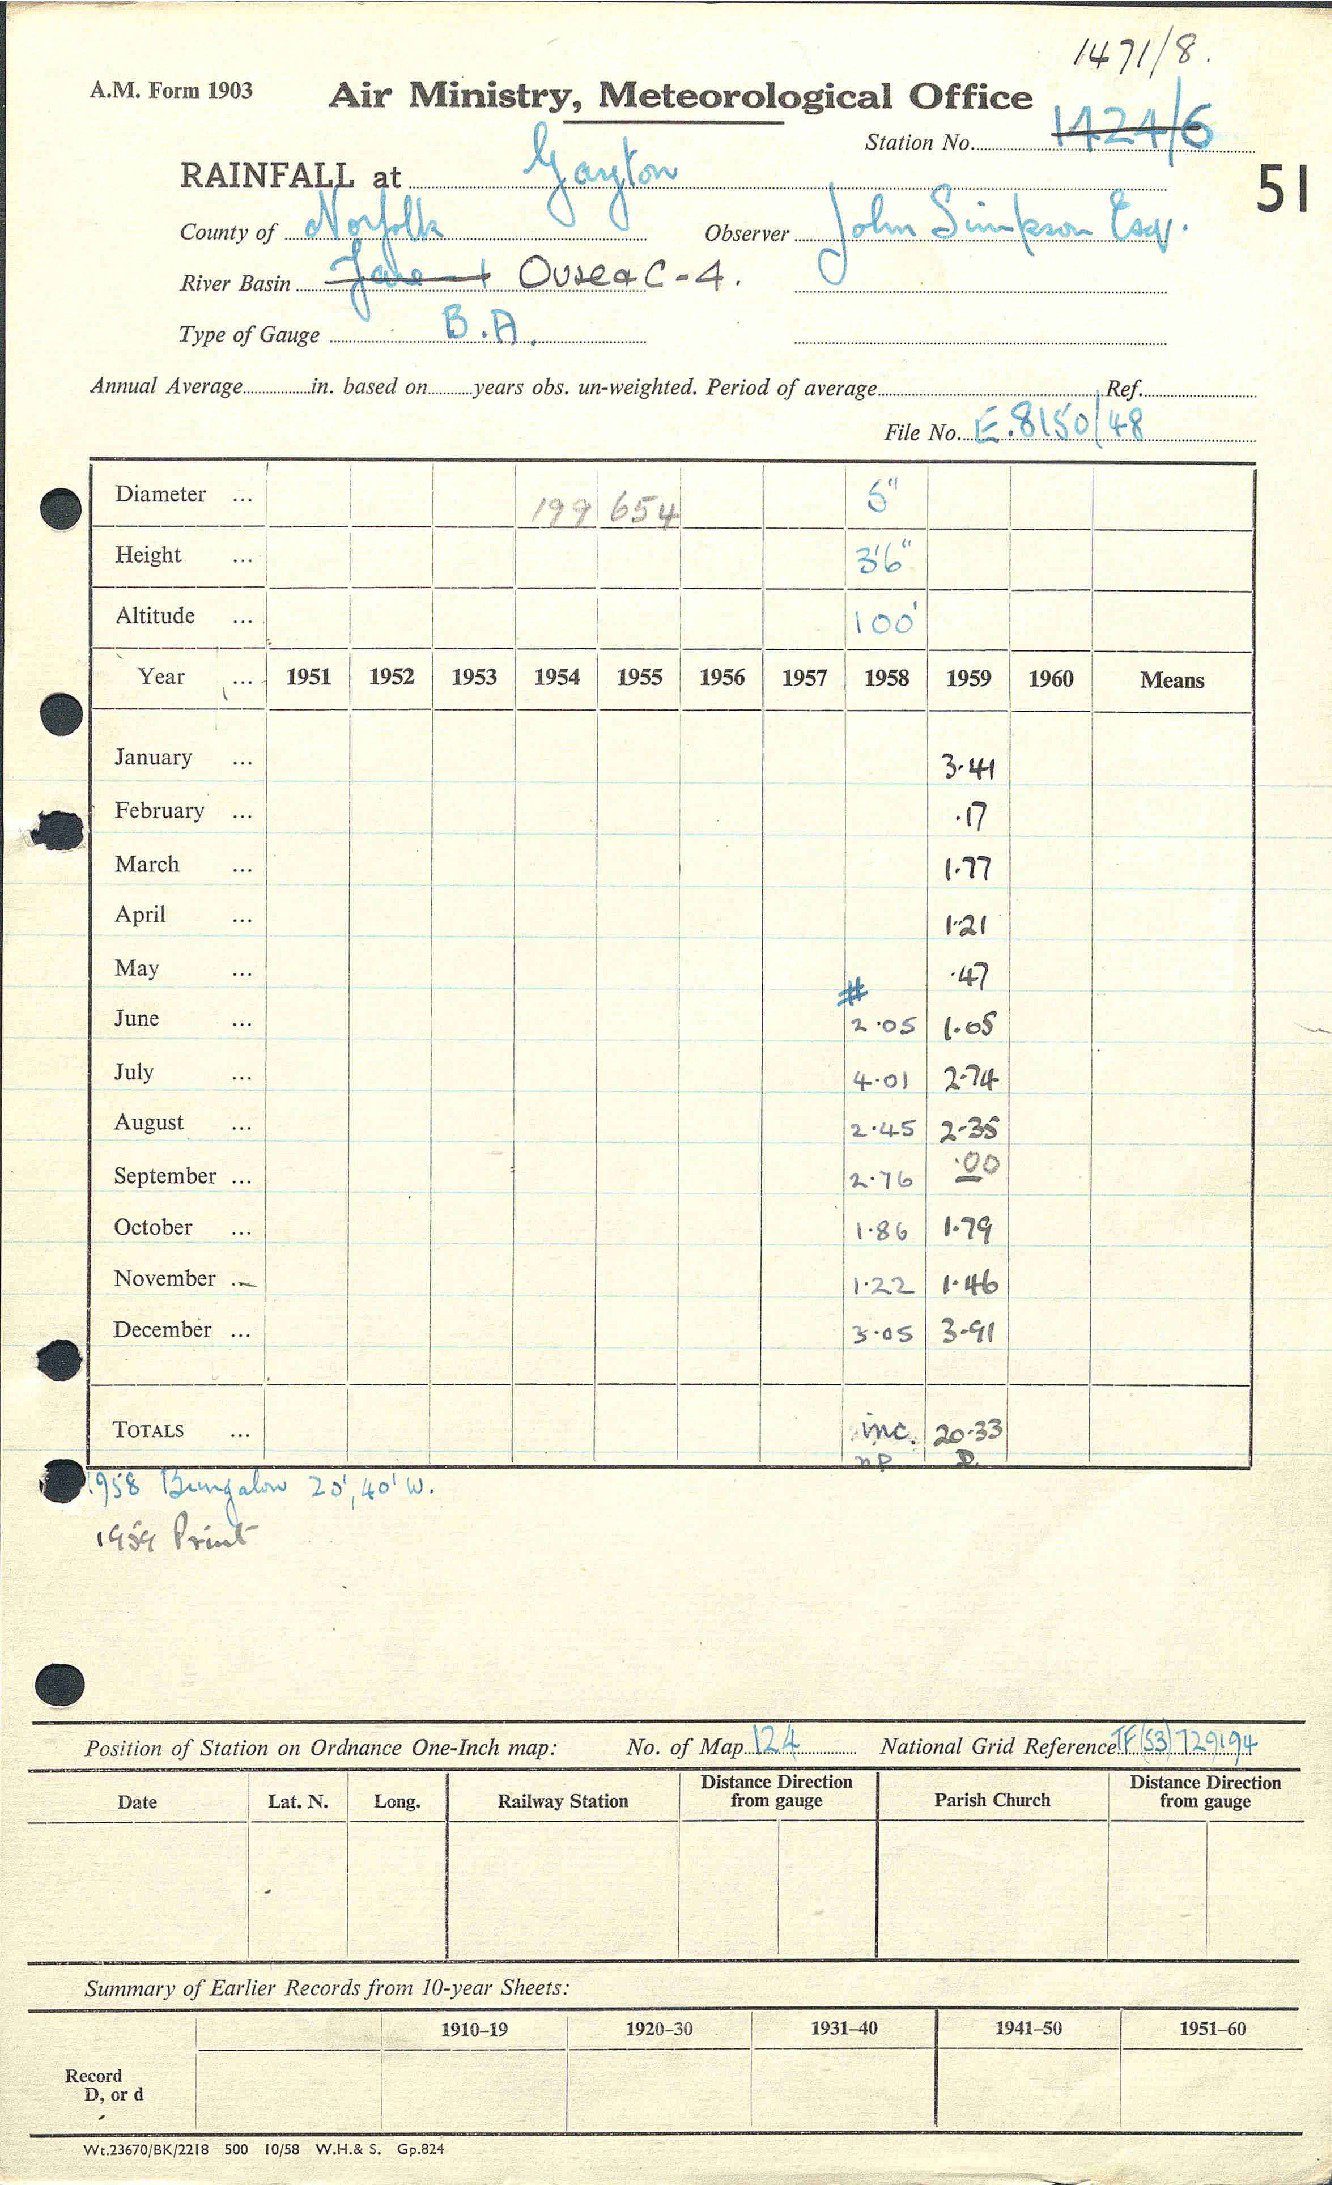 1471/8.
A.M. Form 1903 Air Ministry, Meteorological Office
Station No. 1424/6
RAINFALL at Gayton 51
County of Norfolk Observer John Simpson Esq.
River Basin Ouse & C-4.
Type of Gauge B.A.
Annual Average in. based on years obs. un-weighted. Period of average Ref.
File No. E.8150/48
Diameter ... 199 654 5"
Height ... 3'6"
Altitude ... 100'
Year ... 1951 1952 1953 1954 1955 1956 1957 1958 1959 1960 Means
January ... 3.41
February ... .17
March ... 1.77
April ... 1.21
May ... .47
#
June ... 2.05 1.05
July ... 4.01 2.74
August ... 2.45 2.35
September ... 2.76 .00
October ... 1.86 1.79
November ... 1.22 1.46
December ... 3.05 3.91
TOTALS ... inc. 20.33
np D.
1958 Bungalow 20', 40' W.
1959 Print
Position of Station on Ordnance One-Inch map: No. of Map 124 National Grid Reference TF(53)729194
Date Lat. N. Long. Railway Station Distance Direction from gauge Parish Church Distance Direction from gauge
Summary of Earlier Records from 10-year Sheets:
1910–19 1920–30 1931–40 1941–50 1951–60
Record
D, or d
Wt.23670/BK/2218 500 10/58 W.H.& S. Gp.824